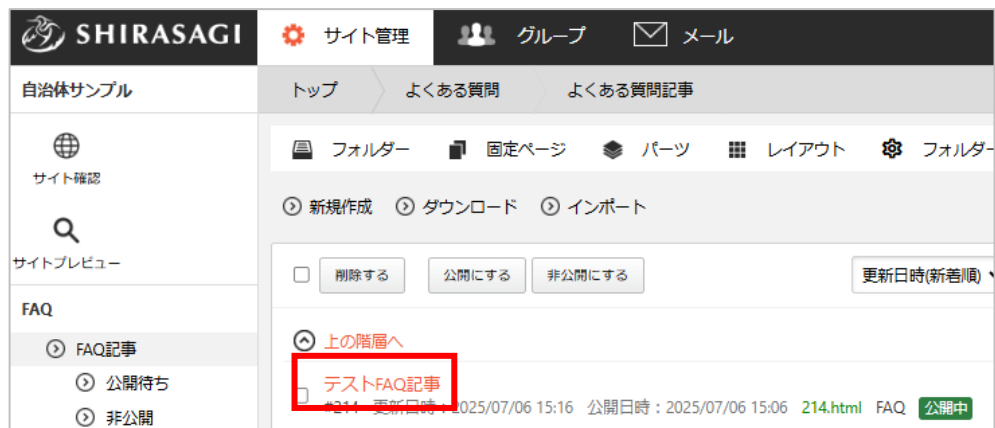 SHIRASAGI サイト管理 グループ メール
自治体サンプル トップ よくある質問 よくある質問記事
フォルダー 固定ページ パーツ レイアウト フォルダー
サイト確認
新規作成 ダウンロード インポート
サイトプレビュー
削除する 公開にする 非公開にする 更新日時(新着順)
FAQ
FAQ記事
上の階層へ
公開待ち
テストFAQ記事
#214 更新日時：2025/07/06 15:16 公開日時：2025/07/06 15:06 214.html FAQ 公開中
非公開